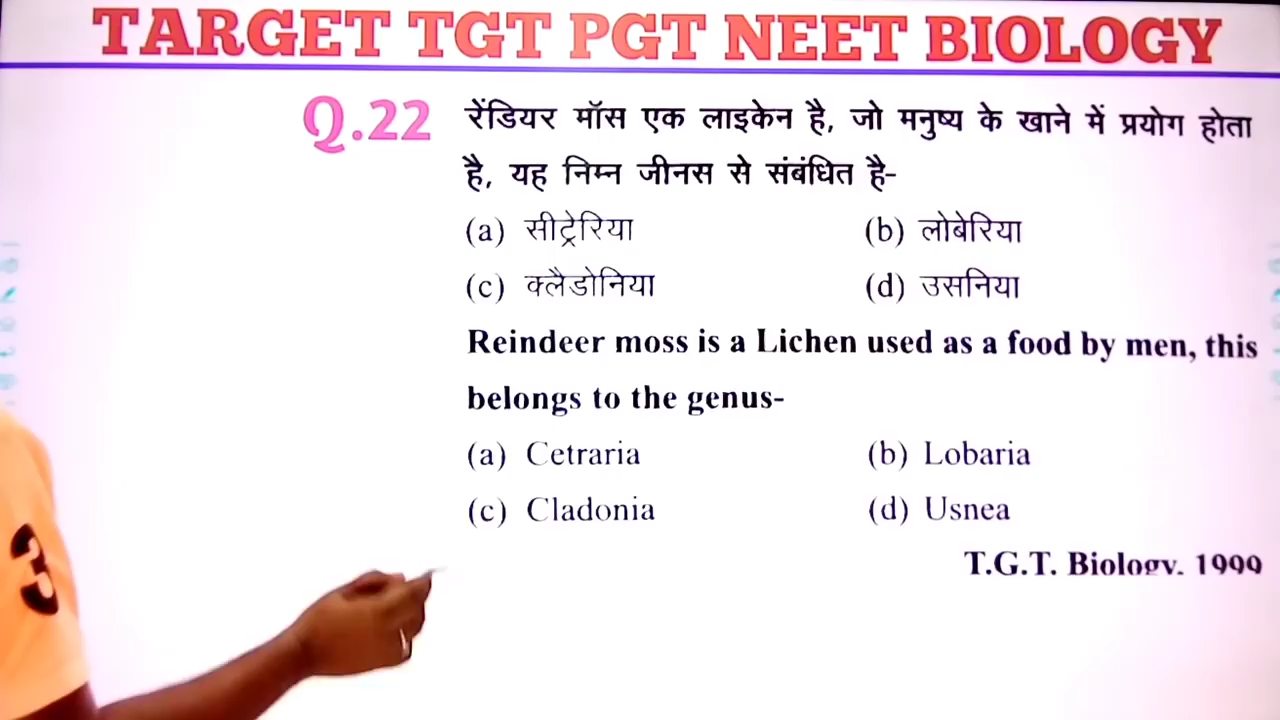 TARGET TGT PGT NEET BIOLOGY
Q.22 रेंडियर मॉस एक लाइकेन है, जो मनुष्य के खाने में प्रयोग होता
है, यह निम्न जीनस से संबंधित है-
(a) सीट्रेरिया (b) लोबेरिया
(c) क्लैडोनिया (d) उसनिया
Reindeer moss is a Lichen used as a food by men, this
belongs to the genus-
(a) Cetraria (b) Lobaria
(c) Cladonia (d) Usnea
T.G.T. Biology. 1999
3